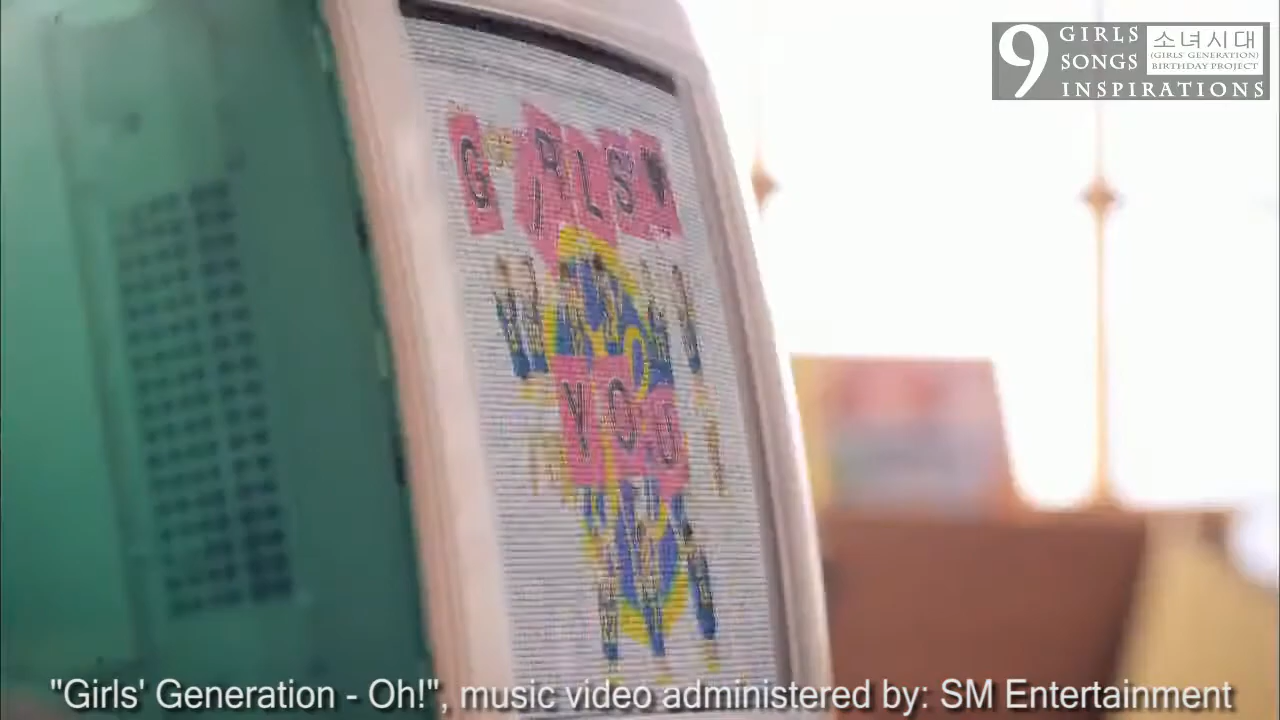 9
GIRLS
SONGS
INSPIRATIONS
소녀시대
(GIRLS GENERATION)
BIRTHDAY PROJECT
GIRLS♥
YOU
"Girls' Generation - Oh!", music video administered by: SM Entertainment